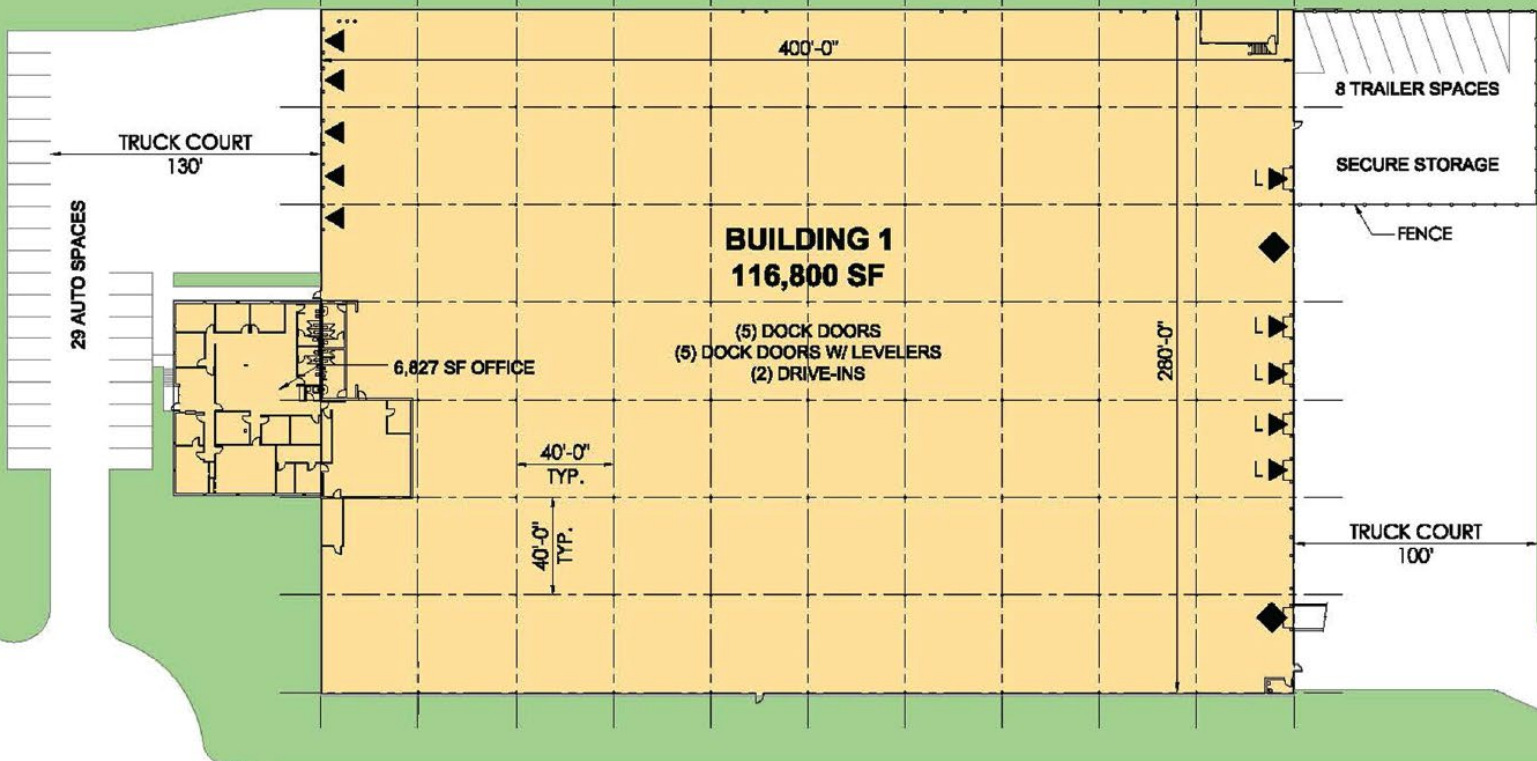 400'-0"
8 TRAILER SPACES
TRUCK COURT
130'
SECURE STORAGE
L
29 AUTO SPACES
FENCE
BUILDING 1
116,800 SF
(5) DOCK DOORS
(5) DOCK DOORS W/ LEVELERS
(2) DRIVE-INS
280'-0"
L
6,827 SF OFFICE
L
L
40'-0"
TYP.
L
40'-0"
TYP.
TRUCK COURT
100'